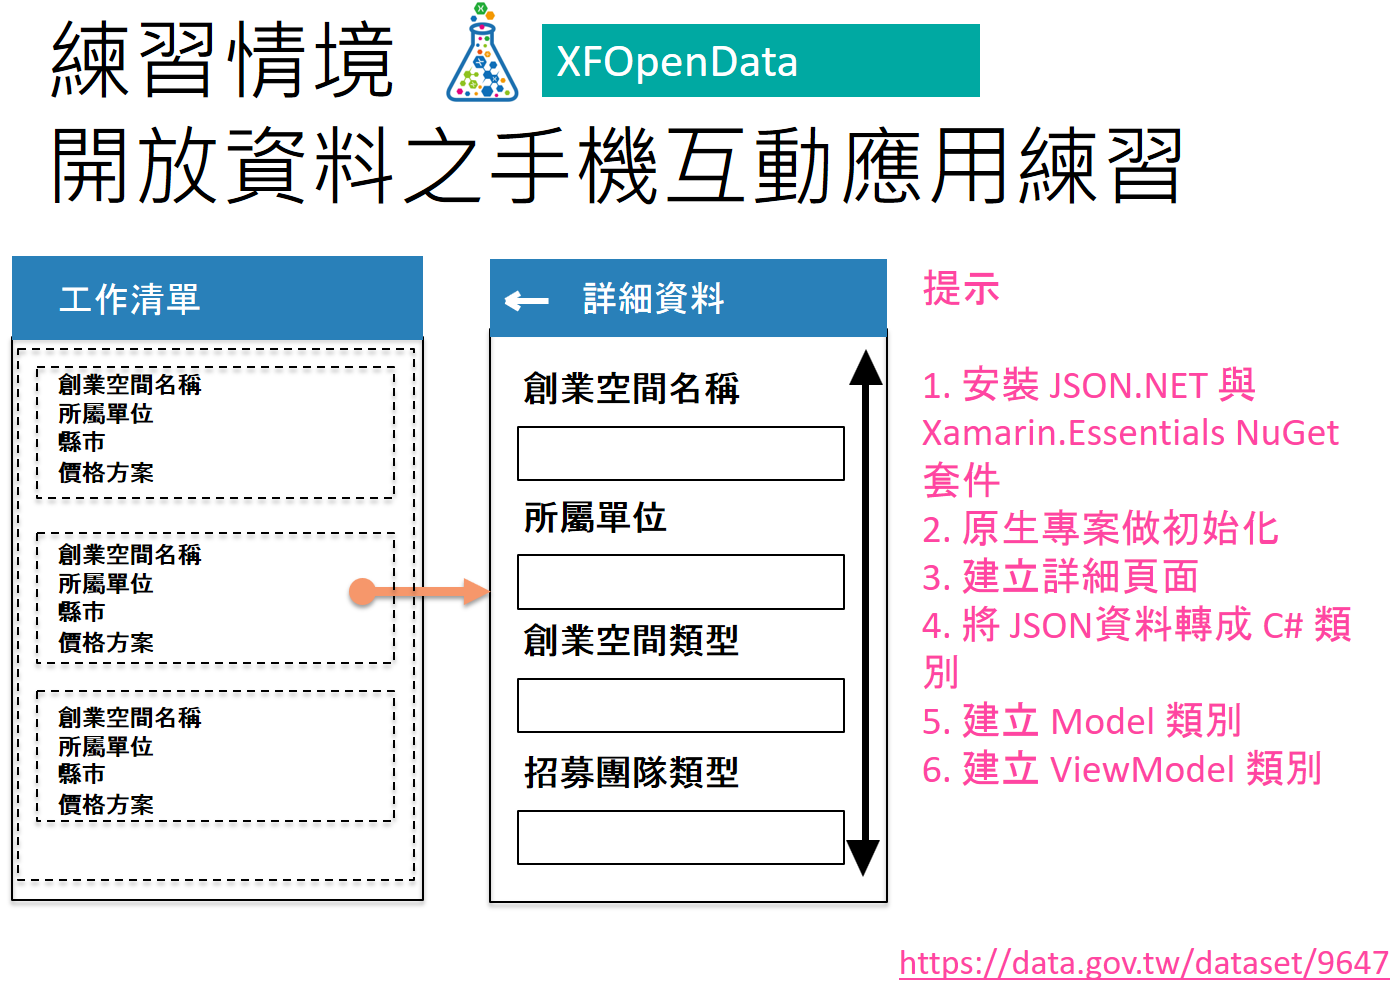 練習情境
XFOpenData
開放資料之手機互動應用練習
工作清單
創業空間名稱
所屬單位
縣市
價格方案
創業空間名稱
所屬單位
縣市
價格方案
創業空間名稱
所屬單位
縣市
價格方案
詳細資料
創業空間名稱
所屬單位
創業空間類型
招募團隊類型
提示
1. 安裝 JSON.NET 與
Xamarin.Essentials NuGet
套件
2. 原生專案做初始化
3. 建立詳細頁面
4. 將 JSON資料轉成 C# 類
別
5. 建立 Model 類別
6. 建立 ViewModel 類別
https://data.gov.tw/dataset/9647